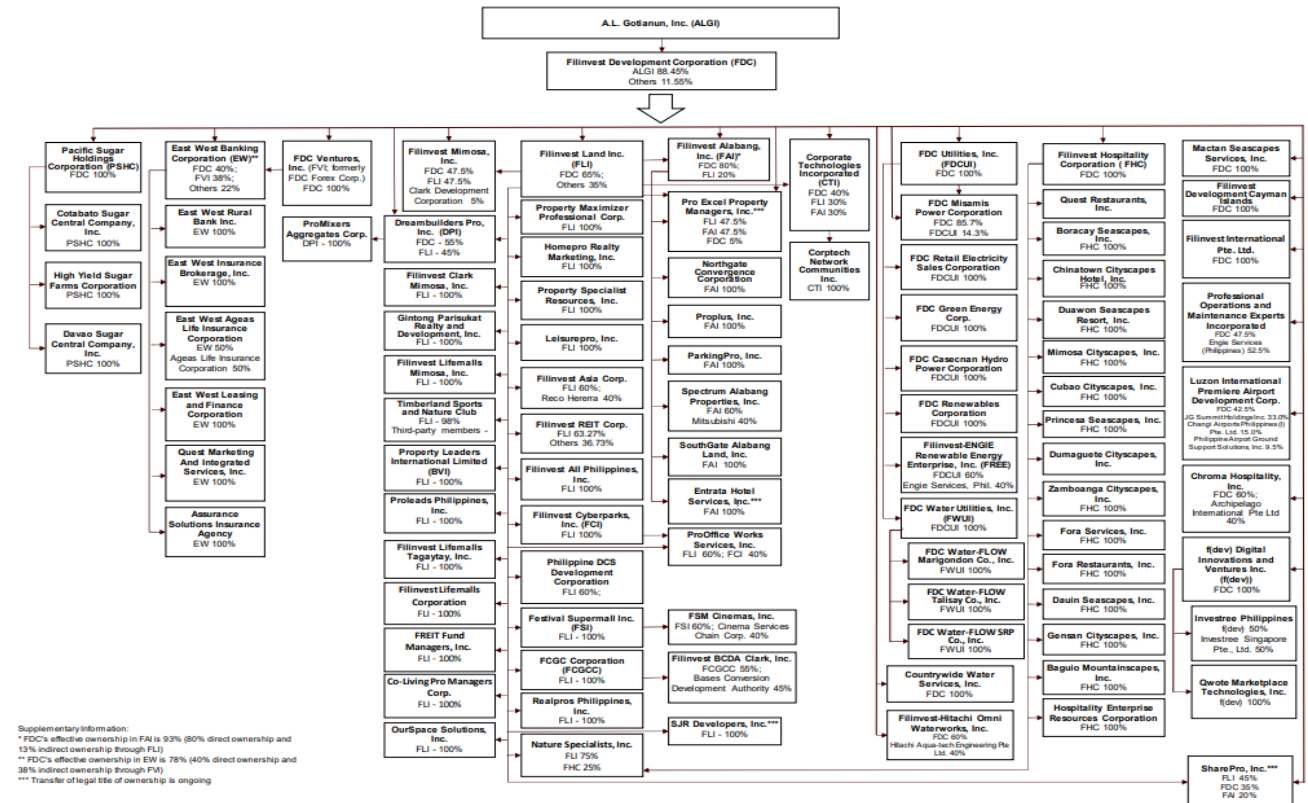 A.L. Gotianun, Inc. (ALGI)
Filinvest Development Corporation (FDC)
ALGI 88.45%
Others 11.55%
Pacific Sugar
Holdings
Corporation (PSHC)
FDC 100%
Cotabato Sugar
Central Company,
Inc.
PSHC 100%
High Yield Sugar
Farms Corporation
PSHC 100%
Davao Sugar
Central Company,
Inc.
PSHC 100%
East West Banking
Corporation (EW)**
FDC 40%;
FVI 38%;
Others 22%
East West Rural
Bank Inc.
EW 100%
East West Insurance
Brokerage, Inc.
EW 100%
East West Ageas
Life Insurance
Corporation
EW 50%
Ageas Life Insurance
Corporation 50%
East West Leasing
and Finance
Corporation
EW 100%
Quest Marketing
And Integrated
Services, Inc.
EW 100%
Assurance
Solutions Insurance
Agency
EW 100%
FDC Ventures,
Inc. (FVI; formerly
FDC Forex Corp.)
FDC 100%
ProMixers
Aggregates Corp.
DPI - 100%
Filinvest Mimosa,
Inc.
FDC 47.5%
FLI 47.5%
Clark Development
Corporation 5%
Dreambuilders Pro,
Inc. (DPI)
FDC - 55%
FLI - 45%
Filinvest Clark
Mimosa, Inc.
FLI - 100%
Gintong Parisukat
Realty and
Development, Inc.
FLI - 100%
Filinvest Lifemalls
Mimosa, Inc.
FLI - 100%
Timberland Sports
and Nature Club
FLI - 98%
Third-party members -
Property Leaders
International Limited
(BVI)
FLI - 100%
Proleads Philippines,
Inc.
FLI - 100%
Filinvest Lifemalls
Tagaytay, Inc.
FLI - 100%
Filinvest Lifemalls
Corporation
FLI - 100%
FREIT Fund
Managers, Inc.
FLI - 100%
Co-Living Pro Managers
Corp.
FLI - 100%
OurSpace Solutions,
Inc.
FLI - 100%
Filinvest Land Inc.
(FLI)
FDC 65%;
Others 35%
Property Maximizer
Professional Corp.
FLI 100%
Homepro Realty
Marketing, Inc.
FLI 100%
Property Specialist
Resources, Inc.
FLI 100%
Leisurepro, Inc.
FLI 100%
Filinvest Asia Corp.
FLI 60%;
Reco Hererra 40%
Filinvest REIT Corp.
FLI 63.27%
Others 36.73%
Filinvest All Philippines,
Inc.
FLI 100%
Filinvest Cyberparks,
Inc. (FCI)
FLI 100%
Philippine DCS
Development
Corporation
FLI 60%;
Festival Supermall Inc.
(FSI)
FLI - 100%
FCGC Corporation
(FCGCC)
FLI - 100%
Realpros Philippines,
Inc.
FLI - 100%
Nature Specialists, Inc.
FLI 75%
FHC 25%
Filinvest Alabang,
Inc. (FAI)*
FDC 80%;
FLI 20%
Pro Excel Property
Managers, Inc.***
FLI 47.5%
FAI 47.5%
FDC 5%
Northgate
Convergence
Corporation
FAI 100%
Proplus, Inc.
FAI 100%
ParkingPro, Inc.
FAI 100%
Spectrum Alabang
Properties, Inc.
FAI 60%
Mitsubishi 40%
SouthGate Alabang
Land, Inc.
FAI 100%
Entrata Hotel
Services, Inc.***
FAI 100%
ProOffice Works
Services, Inc.
FLI 60%; FCI 40%
FSM Cinemas, Inc.
FSI 60%; Cinema Services
Chain Corp. 40%
Filinvest BCDA Clark, Inc.
FCGCC 55%;
Bases Conversion
Development Authority 45%
SJR Developers, Inc.***
FLI - 100%
Corporate
Technologies
Incorporated
(CTI)
FDC 40%
FLI 30%
FAI 30%
Corptech
Network
Communities
Inc.
CTI 100%
FDC Utilities, Inc.
(FDCUI)
FDC 100%
FDC Misamis
Power Corporation
FDC 85.7%
FDCUI 14.3%
FDC Retail Electricity
Sales Corporation
FDCUI 100%
FDC Green Energy
Corp.
FDCUI 100%
FDC Casecnan Hydro
Power Corporation
FDCUI 100%
FDC Renewables
Corporation
FDCUI 100%
Filinvest-ENGIE
Renewable Energy
Enterprise, Inc. (FREE)
FDCUI 60%
Engie Services, Phil. 40%
FDC Water Utilities, Inc.
(FWUI)
FDCUI 100%
FDC Water-FLOW
Marigondon Co., Inc.
FWUI 100%
FDC Water-FLOW
Talisay Co., Inc.
FWUI 100%
FDC Water-FLOW SRP
Co., Inc.
FWUI 100%
Countrywide Water
Services, Inc.
FDC 100%
Filinvest-Hitachi Omni
Waterworks, Inc.
FDC 60%
Hitachi Aqua-tech Engineering Pte
Ltd. 40%
Filinvest Hospitality
Corporation ( FHC)
FDC 100%
Quest Restaurants,
Inc.
Boracay Seascapes,
Inc.
FHC 100%
Chinatown Cityscapes
Hotel, Inc.
FHC 100%
Duawon Seascapes
Resort, Inc.
FHC 100%
Mimosa Cityscapes, Inc.
FHC 100%
Cubao Cityscapes, Inc.
FHC 100%
Princesa Seascapes, Inc.
FHC 100%
Dumaguete Cityscapes,
Inc.
Zamboanga Cityscapes,
Inc.
FHC 100%
Fora Services, Inc.
FHC 100%
Fora Restaurants, Inc.
FHC 100%
Dauin Seascapes, Inc.
FHC 100%
Gensan Cityscapes, Inc.
FHC 100%
Baguio Mountainscapes,
Inc.
FHC 100%
Hospitality Enterprise
Resources Corporation
FHC 100%
Mactan Seascapes
Services, Inc.
FDC 100%
Filinvest
Development Cayman
Islands
FDC 100%
Filinvest International
Pte. Ltd.
FDC 100%
Professional
Operations and
Maintenance Experts
Incorporated
FDC 47.5%
Engie Services
(Philippines) 52.5%
Luzon International
Premiere Airport
Development Corp.
FDC 42.5%
JG Summit Holdings Inc. 33.0%
Changi Airports Philippines (I)
Pte. Ltd. 15.0%
Philippine Airport Ground
Support Solutions, Inc. 9.5%
Chroma Hospitality,
Inc.
FDC 60%;
Archipelago
International Pte Ltd
40%
f(dev) Digital
Innovations and
Ventures Inc.
(f(dev))
FDC 100%
Investree Philippines
f(dev) 50%
Investree Singapore
Pte., Ltd. 50%
Qwote Marketplace
Technologies, Inc.
f(dev) 100%
SharePro, Inc.***
FLI 45%
FDC 35%
FAI 20%
Supplementary Information:
* FDC's effective ownership in FAI is 93% (80% direct ownership and
13% indirect ownership through FLI)
** FDC's effective ownership in EW is 78% (40% direct ownership and
38% indirect ownership through FVI)
*** Transfer of legal title of ownership is ongoing